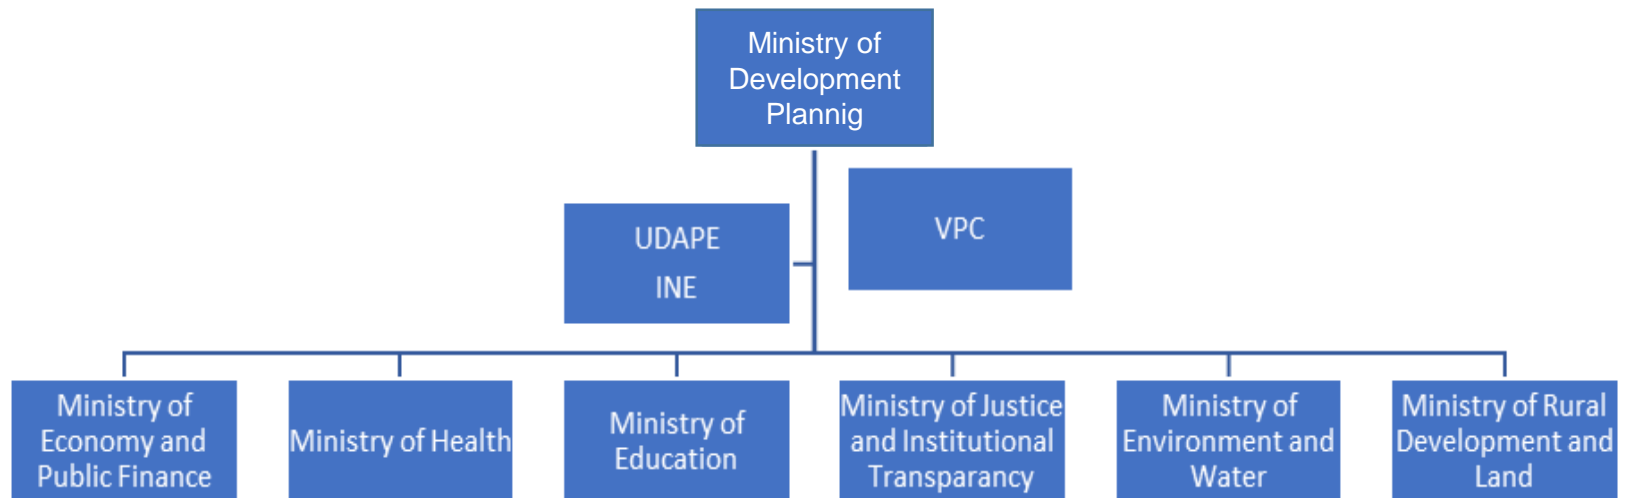 Ministry of
Development
Plannig
UDAPE
INE
VPC
Ministry of
Economy and
Public Finance
Ministry of Health
Ministry of
Education
Ministry of Justice
and Institutional
Transparancy
Ministry of
Environment and
Water
Ministry of Rural
Development and
Land